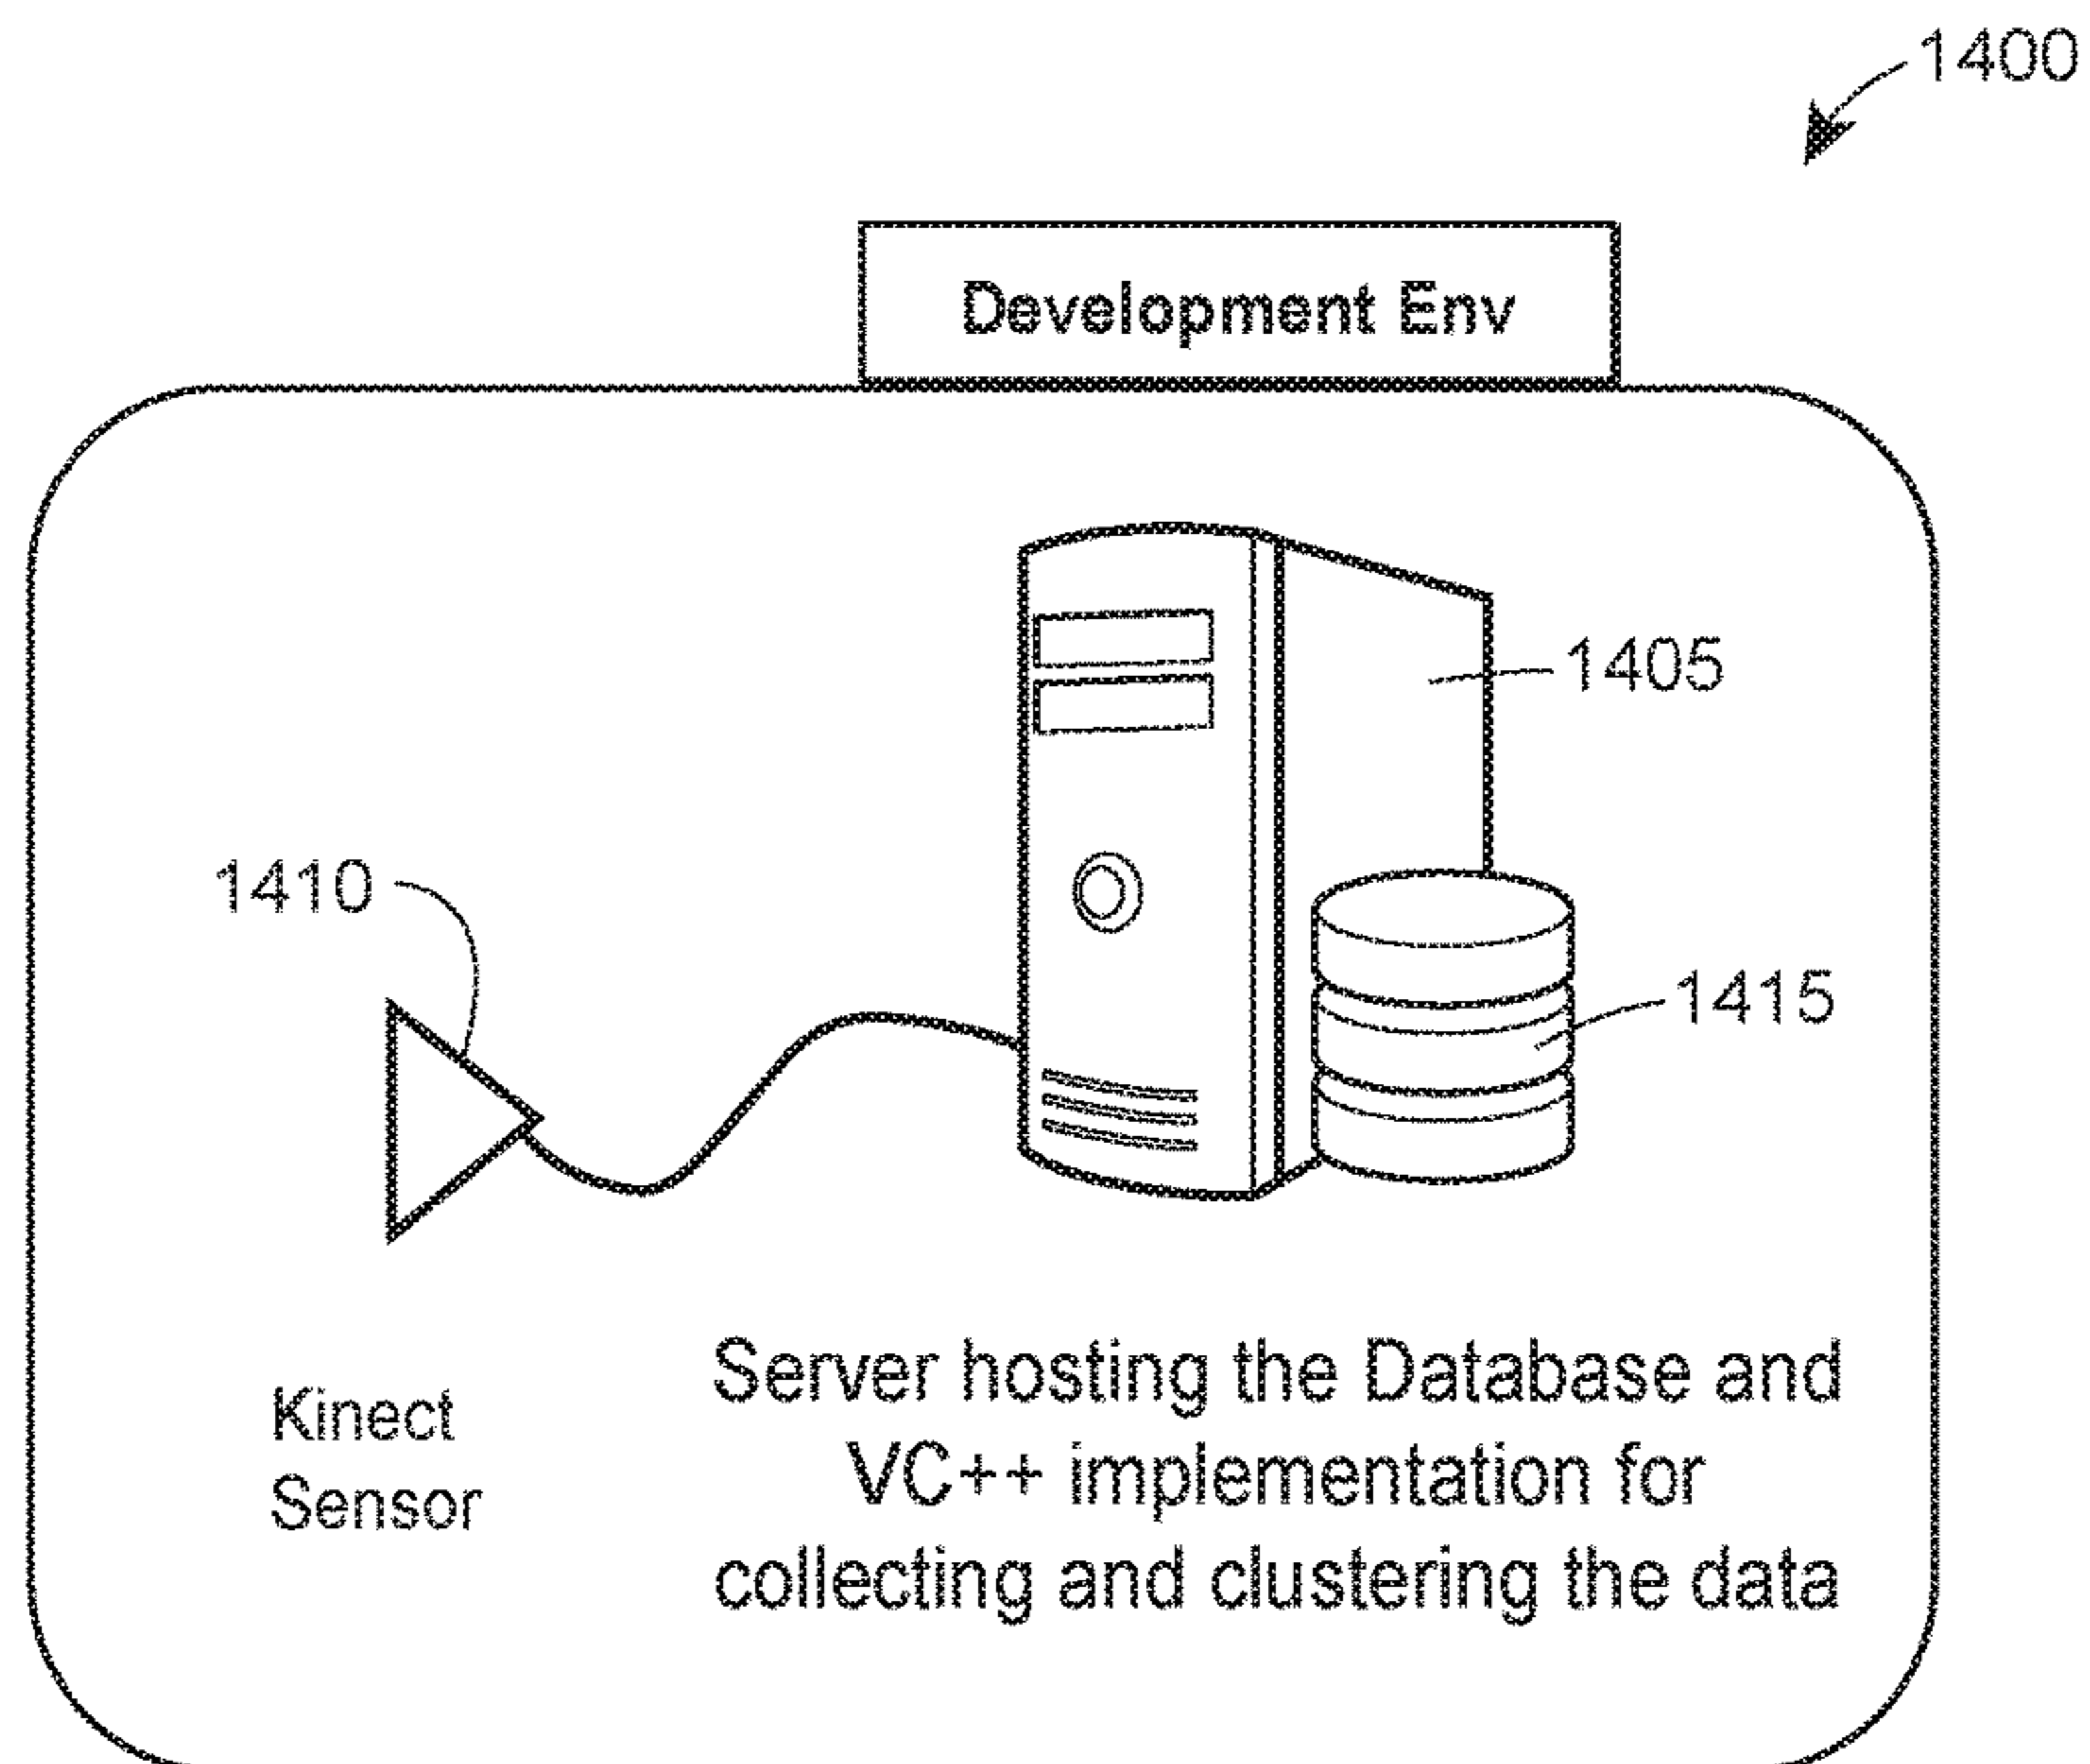 1400
Development Env
1405
1410
1415
Kinect
Sensor
Server hosting the Database and
VC++ implementation for
collecting and clustering the data